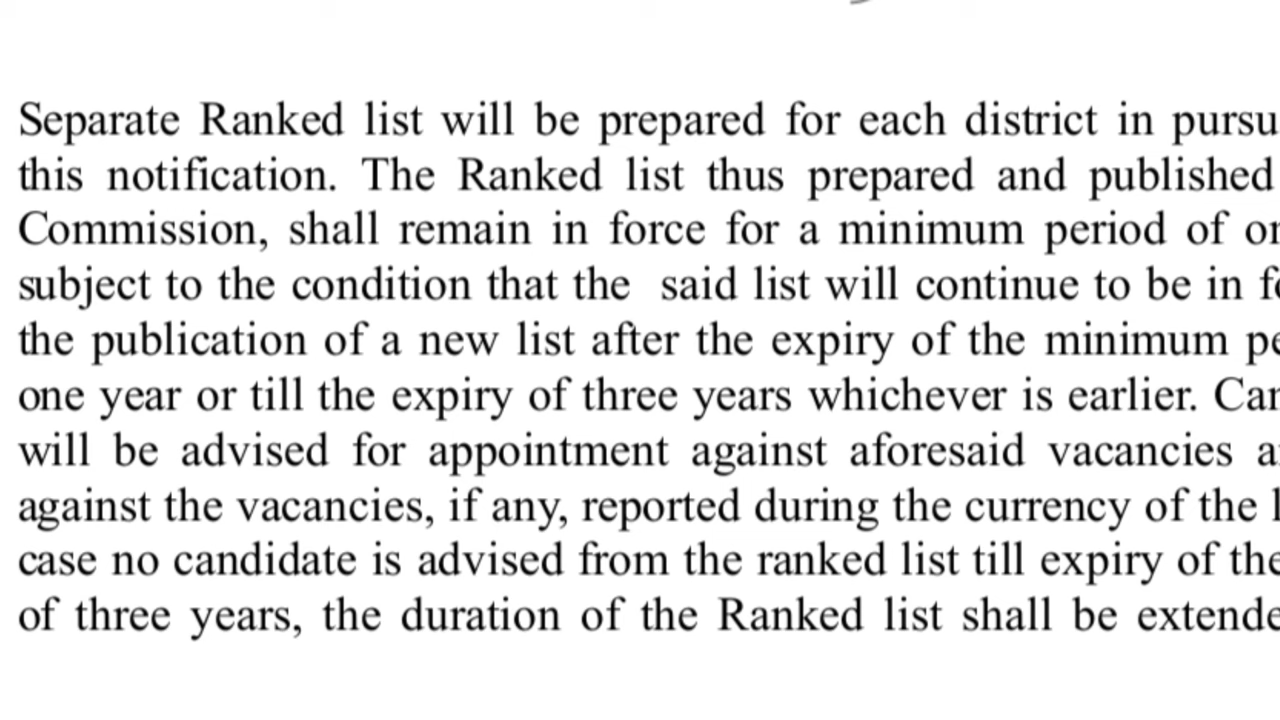 Separate Ranked list will be prepared for each district in
this notification. The Ranked list thus prepared and published
Commission, shall remain in force for a minimum period of
subject to the condition that the said list will continue to be in
the publication of a new list after the expiry of the minimum
one year or till the expiry of three years whichever is earlier.
will be advised for appointment against aforesaid vacancies
against the vacancies, if any, reported during the currency of the
case no candidate is advised from the ranked list till expiry of
of three years, the duration of the Ranked list shall be